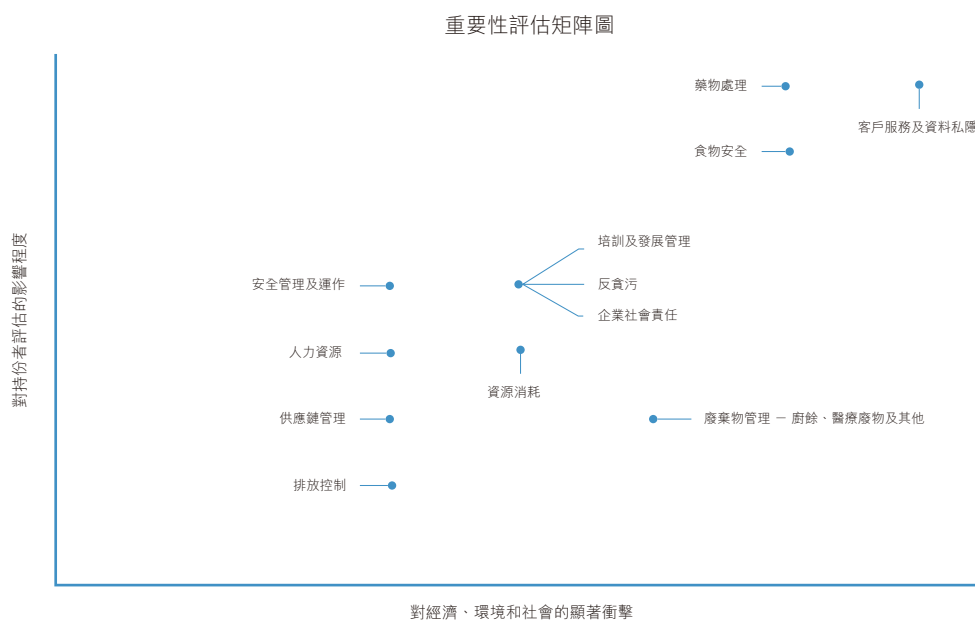 重要性評估矩陣圖
藥物處理
客戶服務及資料私隱
食物安全
培訓及發展管理
安全管理及運作
反貪污
企業社會責任
人力資源
資源消耗
供應鏈管理
廢棄物管理 － 廚餘、醫療廢物及其他
排放控制
對持份者評估的影響程度
對經濟、環境和社會的顯著衝擊